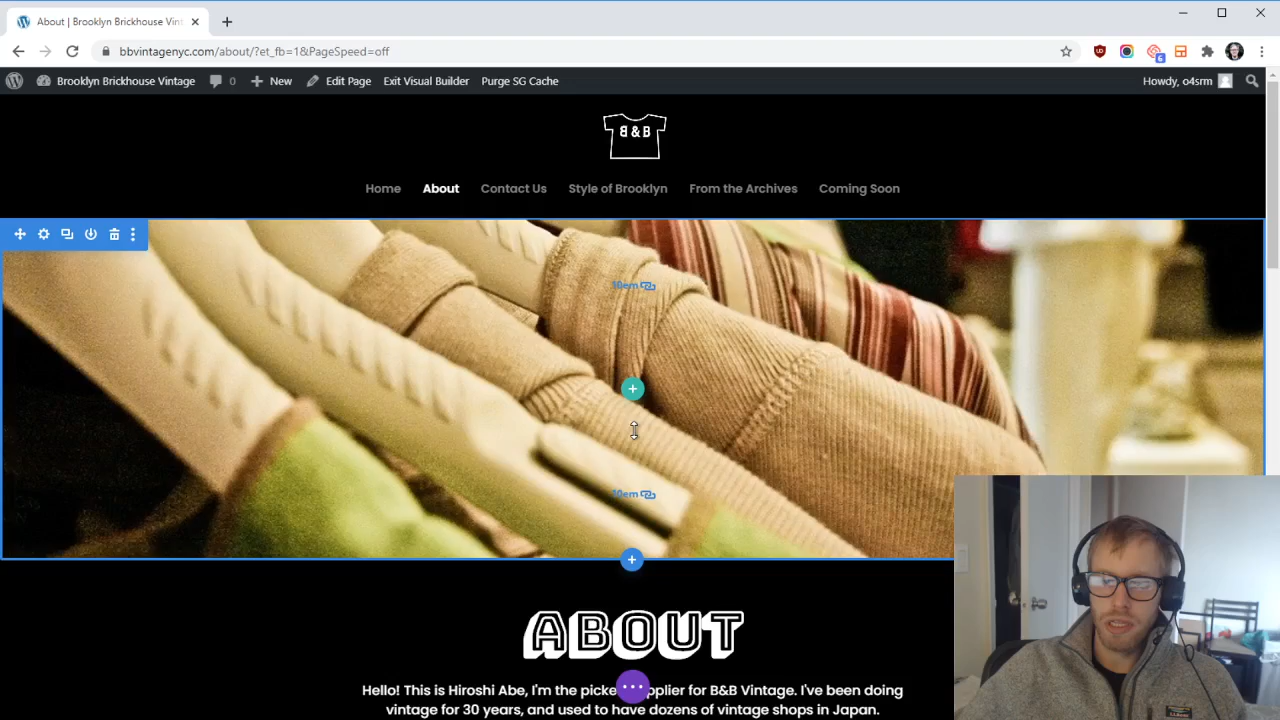 About | Brooklyn Brickhouse Vint
bbvintagenyc.com/about/?et_fb=1&PageSpeed=off
6
Brooklyn Brickhouse Vintage 0 New Edit Page Exit Visual Builder Purge SG Cache Howdy, o4srm
B & B
Home About Contact Us Style of Brooklyn From the Archives Coming Soon
10em
10em
ABOUT
Hello! This is Hiroshi Abe, I'm the picke pplier for B&B Vintage. I've been doing
vintage for 30 years, and used to have dozens of vintage shops in Japan.